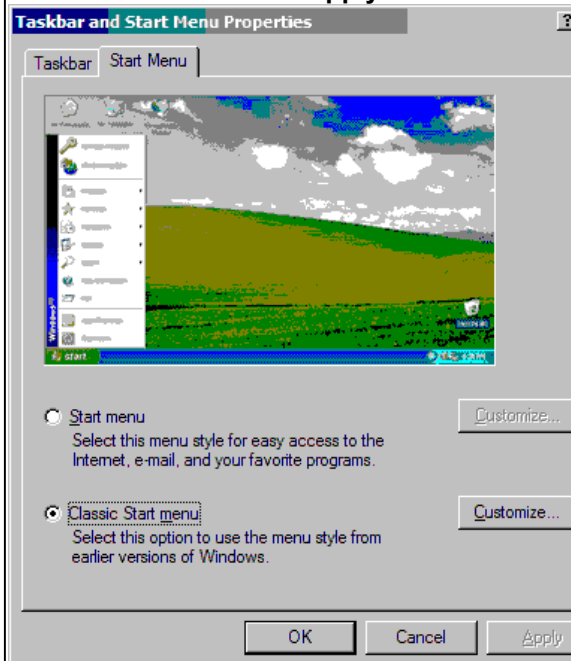 Taskbar and Start Menu Properties
?
Taskbar
Start Menu
Windows
start
Start menu
Customize...
Select this menu style for easy access to the
Internet, e-mail, and your favorite programs.
Classic Start menu
Customize...
Select this option to use the menu style from
earlier versions of Windows.
OK
Cancel
Apply